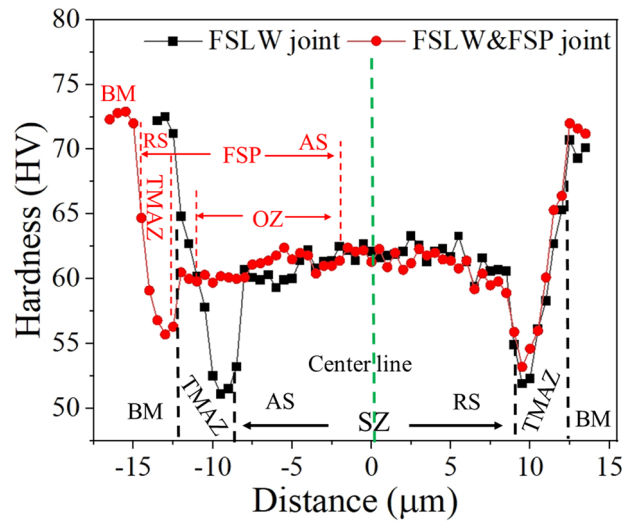 80
FSLW joint
FSLW&FSP joint
75
BM
70
RS
FSP
AS
TMAZ
OZ
65
60
55
50
Hardness (HV)
Center line
BM
TMAZ
AS
SZ
RS
TMAZ
BM
-15
-10
-5
0
5
10
15
Distance (μm)